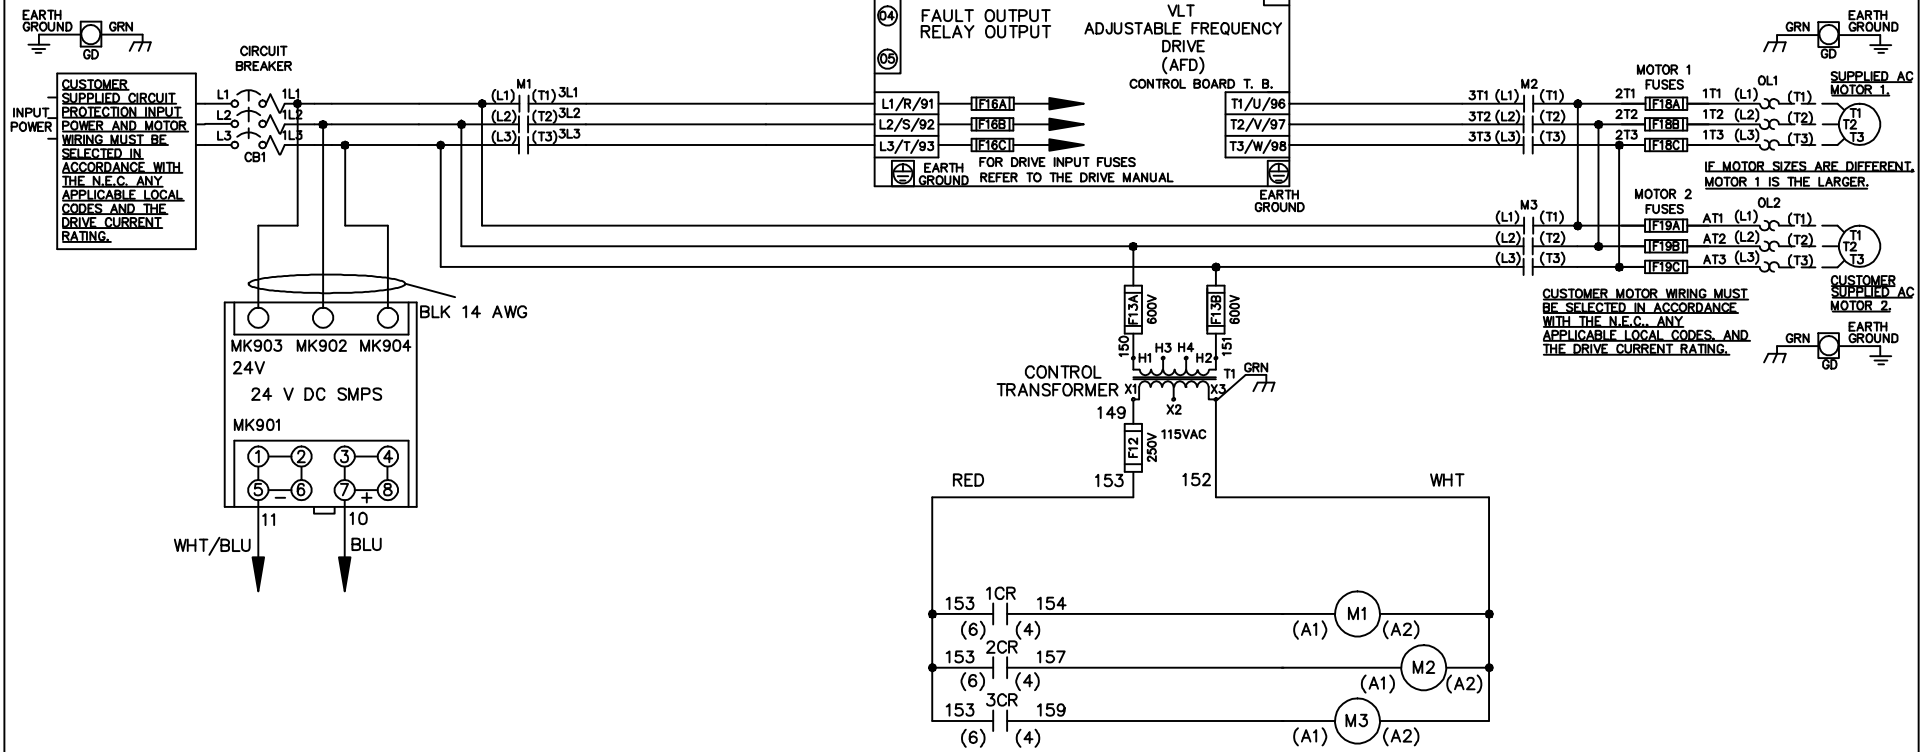 EARTH
GROUND
GRN
GD
CIRCUIT
BREAKER
INPUT
POWER
CUSTOMER
SUPPLIED CIRCUIT
PROTECTION INPUT
POWER AND MOTOR
WIRING MUST BE
SELECTED IN
ACCORDANCE WITH
THE N.E.C. ANY
APPLICABLE LOCAL
CODES AND THE
DRIVE CURRENT
RATING.
L1 1L1
L2 1L2
L3 1L3
CB1
M1
(L1) (T1) 3L1
(L2) (T2) 3L2
(L3) (T3) 3L3
04 FAULT OUTPUT
RELAY OUTPUT
05
VLT
ADJUSTABLE FREQUENCY
DRIVE
(AFD)
CONTROL BOARD T. B.
L1/R/91 F16A T1/U/96
L2/S/92 F16B T2/V/97
L3/T/93 F16C T3/W/98
FOR DRIVE INPUT FUSES
REFER TO THE DRIVE MANUAL
EARTH
GROUND
EARTH
GROUND
M2
3T1 (L1) (T1)
3T2 (L2) (T2)
3T3 (L3) (T3)
MOTOR 1
FUSES
2T1 F18A 1T1 (L1) (T1)
2T2 F18B 1T2 (L2) (T2)
2T3 F18C 1T3 (L3) (T3)
OL1
GRN
GD
EARTH
GROUND
SUPPLIED AC
MOTOR 1.
T1
T2
T3
IF MOTOR SIZES ARE DIFFERENT,
MOTOR 1 IS THE LARGER.
M3
(L1) (T1)
(L2) (T2)
(L3) (T3)
MOTOR 2
FUSES
OL2
F19A AT1 (L1) (T1)
F19B AT2 (L2) (T2)
F19C AT3 (L3) (T3)
T1
T2
T3
CUSTOMER
SUPPLIED AC
MOTOR 2.
CUSTOMER MOTOR WIRING MUST
BE SELECTED IN ACCORDANCE
WITH THE N.E.C., ANY
APPLICABLE LOCAL CODES, AND
THE DRIVE CURRENT RATING.
GRN
GD
EARTH
GROUND
BLK 14 AWG
MK903 MK902 MK904
24V
24 V DC SMPS
MK901
1 2 3 4
5 – 6 7 + 8
11 10
WHT/BLU BLU
F13A 600V
F13B 600V
150 151
H1 H3 H4 H2
CONTROL
TRANSFORMER
T1
GRN
X1 X2 X3
149
115VAC
F12 250V
RED 153 152 WHT
1CR
153 154 M1
(6) (4) (A1) (A2)
2CR
153 157 M2
(6) (4) (A1) (A2)
3CR
153 159 M3
(6) (4) (A1) (A2)